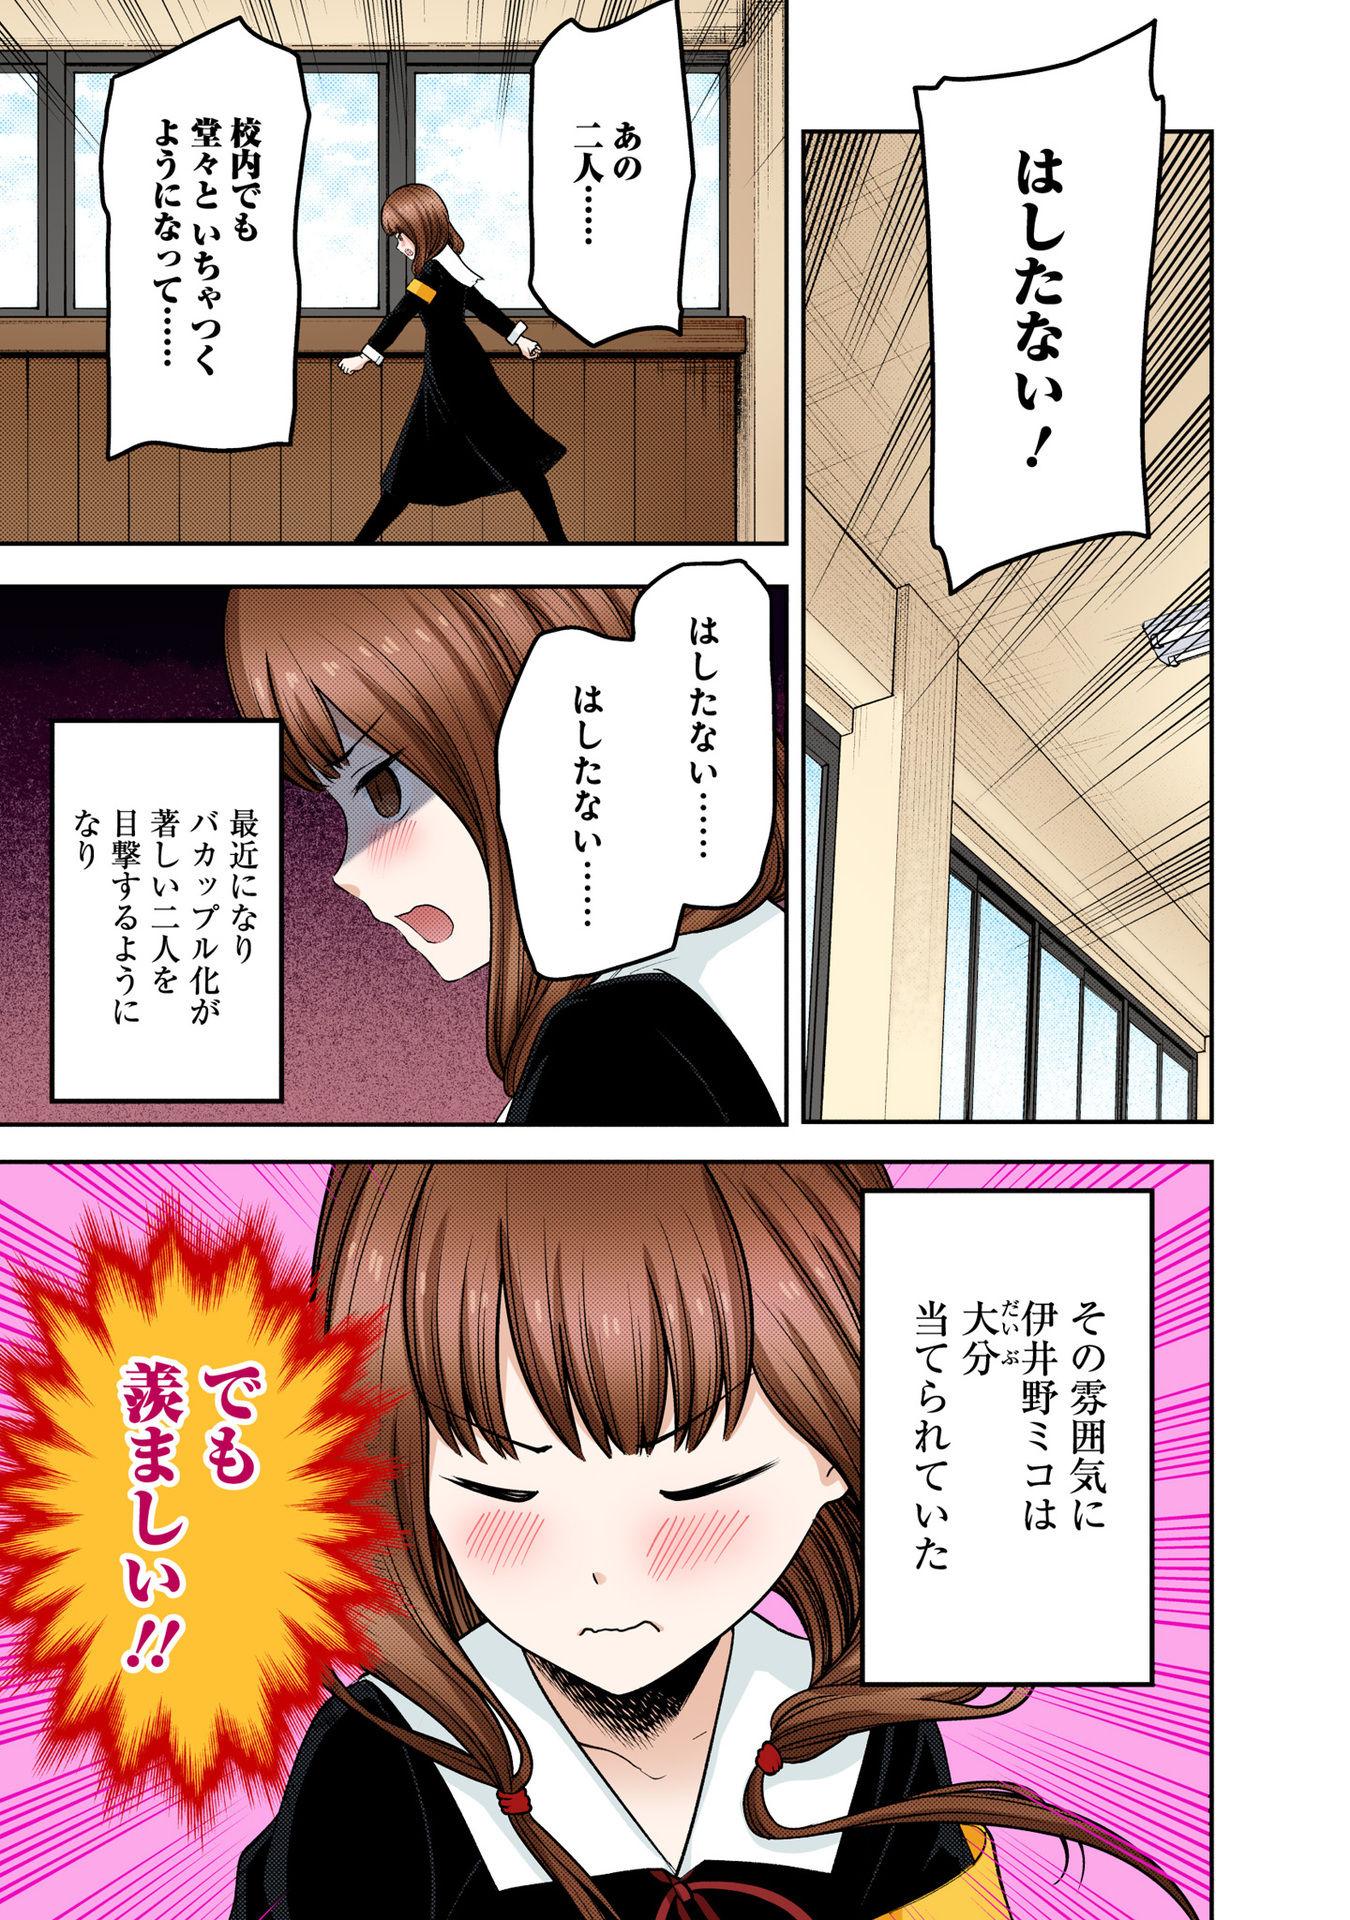 はしたない！
あの
二人……
校内でも
堂々といちゃつく
ようになって……
はしたない……
はしたない……
最近になり
バカップル化が
著しい二人を
目撃するように
なり
その雰囲気に
伊井野ミコは
大分だいぶ
当てられていた
でも
羨ましい！！